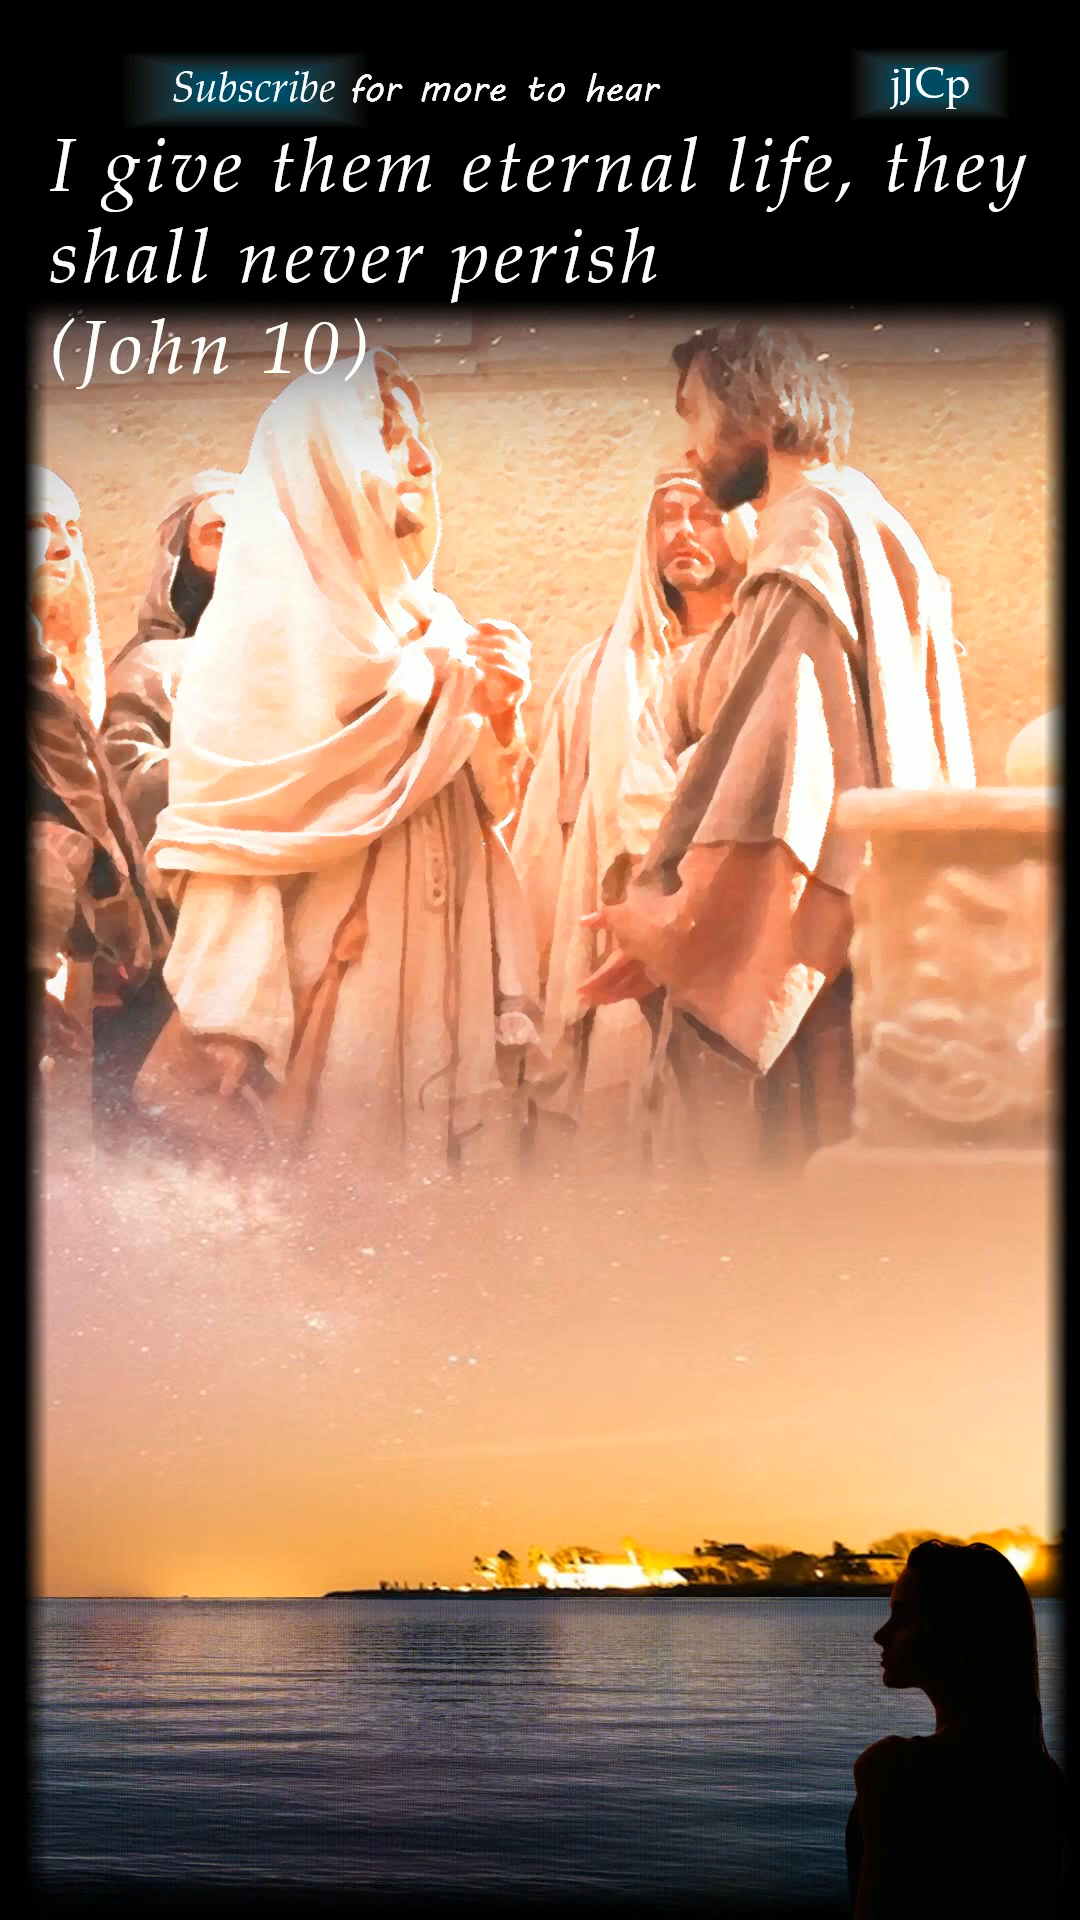 Subscribe for more to hear jJCp
I give them eternal life, they
shall never perish
(John 10)